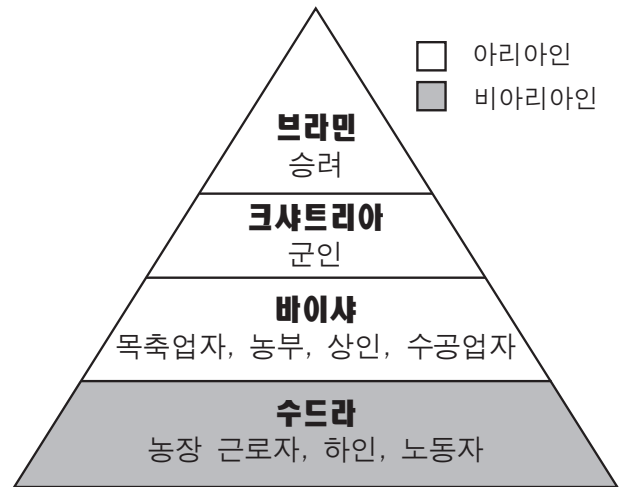 아리아인
비아리아인
브라민
승려
크샤트리아
군인
바이샤
목축업자, 농부, 상인, 수공업자
수드라
농장 근로자, 하인, 노동자